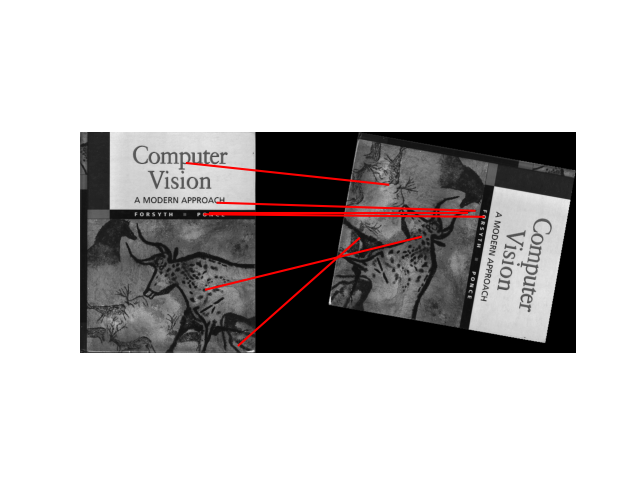 Computer
Vision
A MODERN APPROACH
FORSYTH PONCE
Computer
Vision
A MODERN APPROACH
FORSYTH PONCE